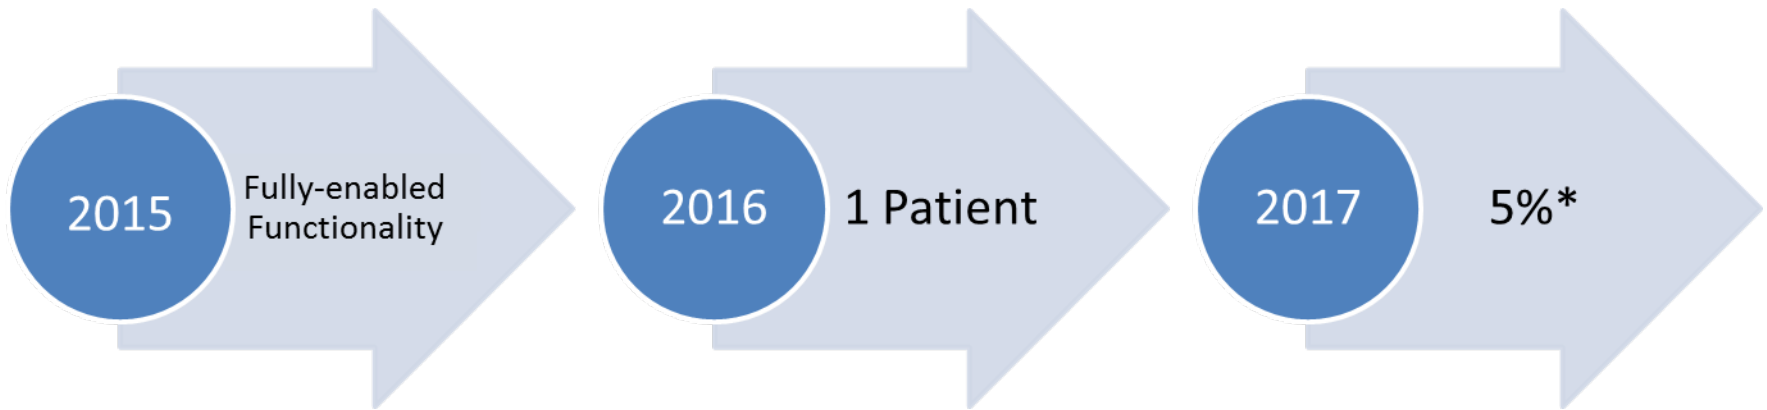 2015
Fully-enabled
Functionality
2016
1 Patient
2017
5%*